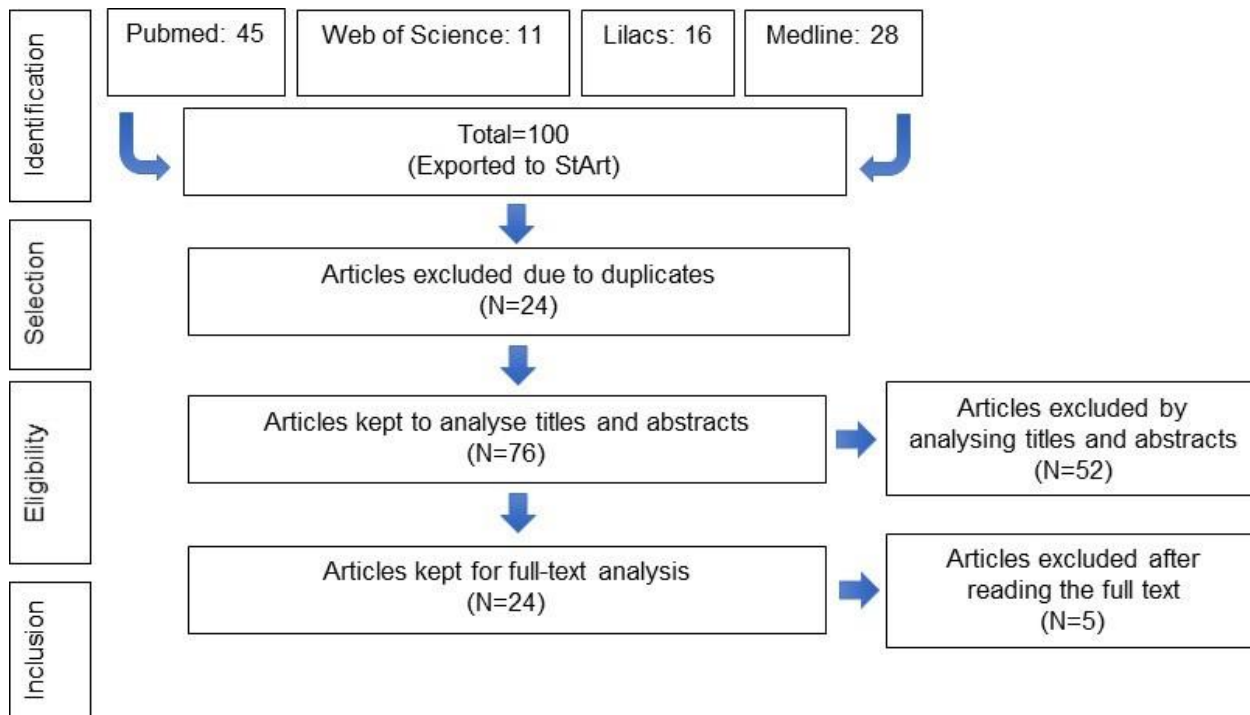 Identification
Pubmed: 45
Web of Science: 11
Lilacs: 16
Medline: 28
Total=100
(Exported to StArt)
Selection
Articles excluded due to duplicates
(N=24)
Eligibility
Articles kept to analyse titles and abstracts
(N=76)
Articles excluded by
analysing titles and abstracts
(N=52)
Articles kept for full-text analysis
(N=24)
Articles excluded after
reading the full text
(N=5)
Inclusion